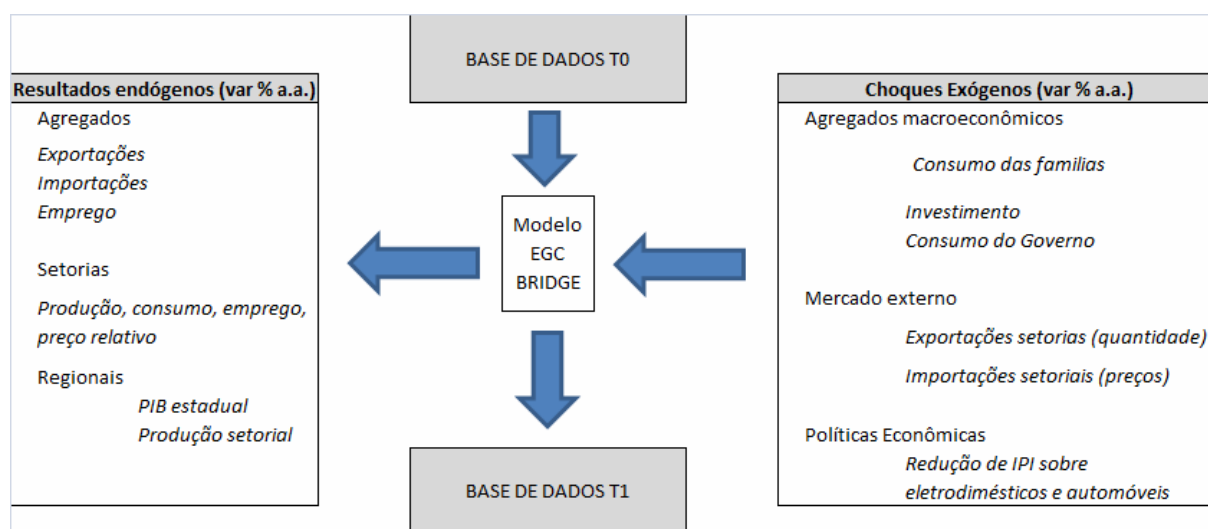 BASE DE DADOS T0
Resultados endógenos (var % a.a.)
Agregados
Exportações
Importações
Emprego
Setorias
Produção, consumo, emprego,
preço relativo
Regionais
PIB estadual
Produção setorial
Modelo
EGC
BRIDGE
Choques Exógenos (var % a.a.)
Agregados macroeconômicos
Consumo das familias
Investimento
Consumo do Governo
Mercado externo
Exportações setorias (quantidade)
Importações setoriais (preços)
Políticas Econômicas
Redução de IPI sobre
eletrodimésticos e automóveis
BASE DE DADOS T1